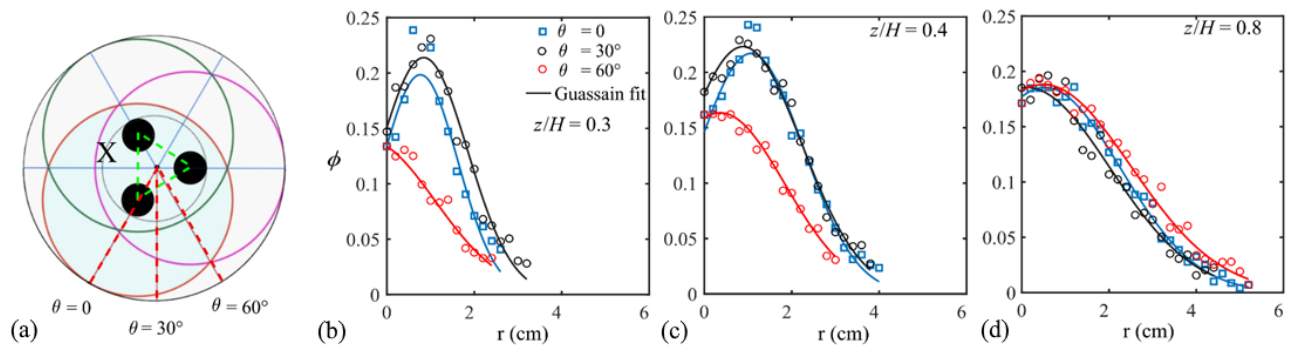 X
θ = 0
θ = 30°
θ = 60°
(a)
0.25
0.2
0.15
0.1
0.05
0
ϕ
0 2 4 6
r (cm)
θ = 0
θ = 30°
θ = 60°
Guassain fit
z/H = 0.3
(b)
0.25
0.2
0.15
0.1
0.05
0
0 2 4 6
r (cm)
z/H = 0.4
(c)
0.25
0.2
0.15
0.1
0.05
0
0 2 4 6
r (cm)
z/H = 0.8
(d)